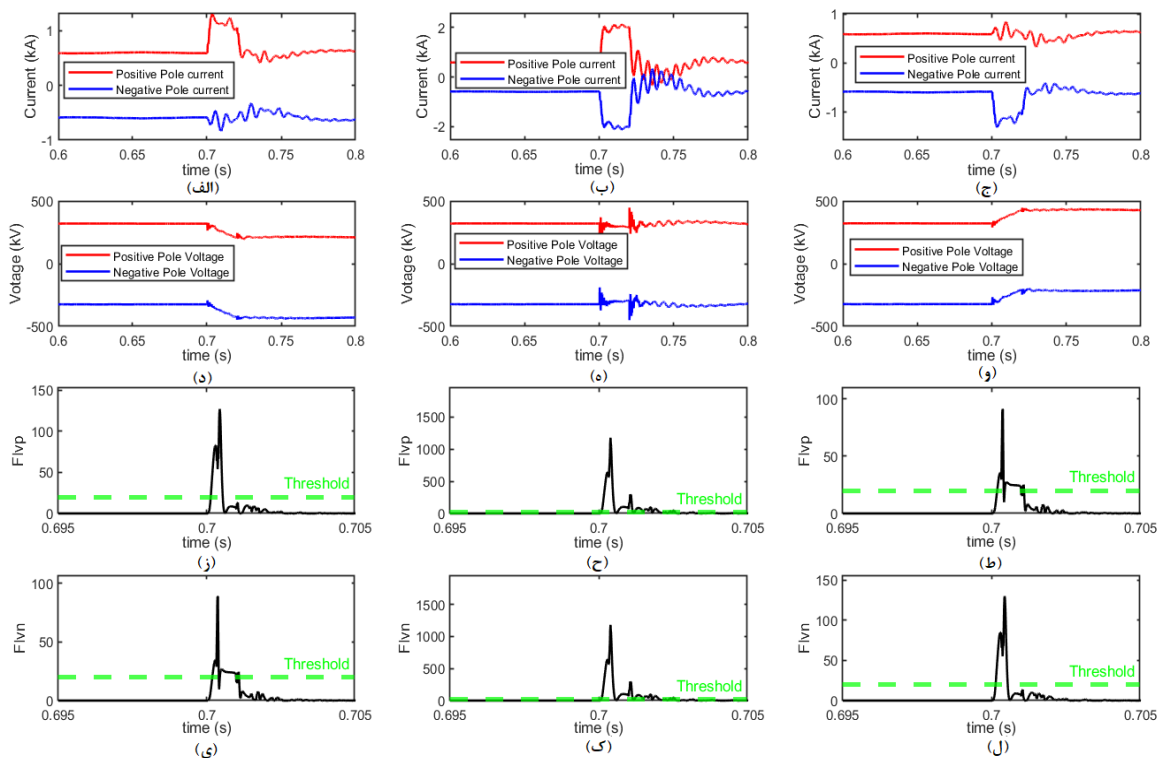 Current (kA)
1
0
-1
Positive Pole current
Negative Pole current
0.6 0.65 0.7 0.75 0.8
time (s)
(الف)
Current (kA)
2
0
-2
Positive Pole current
Negative Pole current
0.6 0.65 0.7 0.75 0.8
time (s)
(ب)
Current (kA)
1
0
-1
Positive Pole current
Negative Pole current
0.6 0.65 0.7 0.75 0.8
time (s)
(ج)
Votage (kV)
500
0
-500
Positive Pole Voltage
Negative Pole Voltage
0.6 0.65 0.7 0.75 0.8
time (s)
(د)
Votage (kV)
500
0
-500
Positive Pole Voltage
Negative Pole Voltage
0.6 0.65 0.7 0.75 0.8
time (s)
(ه)
Votage (kV)
500
0
-500
Positive Pole Voltage
Negative Pole Voltage
0.6 0.65 0.7 0.75 0.8
time (s)
(و)
FIvp
150
100
50
0
Threshold
0.695 0.7 0.705
time (s)
(ز)
FIvp
1500
1000
500
0
Threshold
0.695 0.7 0.705
time (s)
(ح)
FIvp
100
50
0
Threshold
0.695 0.7 0.705
time (s)
(ط)
FIvn
100
50
0
Threshold
0.695 0.7 0.705
time (s)
(ی)
FIvn
1500
1000
500
0
Threshold
0.695 0.7 0.705
time (s)
(ک)
FIvn
150
100
50
0
Threshold
0.695 0.7 0.705
time (s)
(ل)